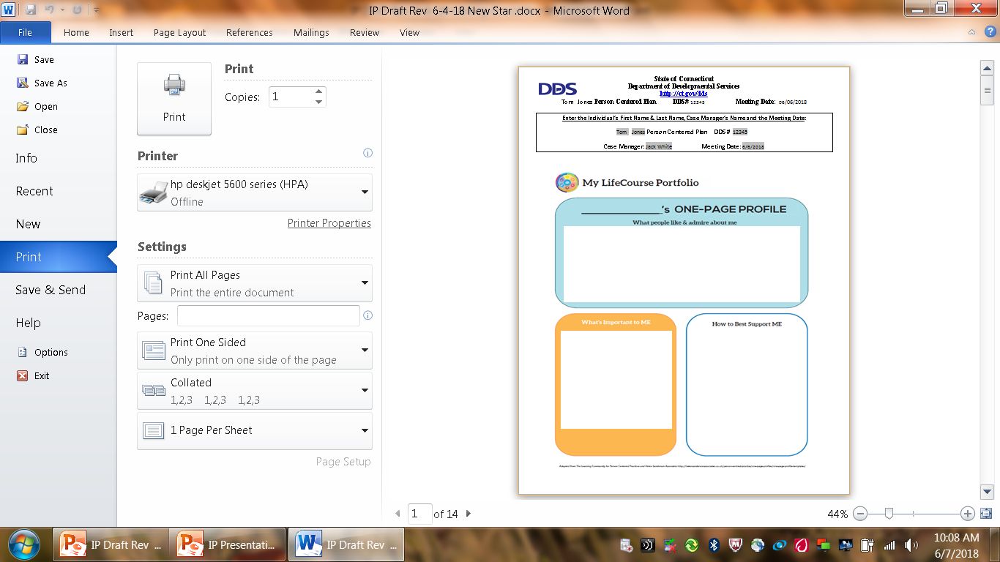 IP Draft Rev 6-4-18 New Star .docx - Microsoft Word
File Home Insert Page Layout References Mailings Review View
Save
Save As
Open
Close
Info
Recent
New
Print
Save & Send
Help
Options
Exit
Print
Print
Copies: 1
Printer
hp deskjet 5600 series (HPA)
Offline
Printer Properties
Settings
Print All Pages
Print the entire document
Pages:
Print One Sided
Only print on one side of the page
Collated
1,2,3 1,2,3 1,2,3
1 Page Per Sheet
Page Setup
DDS
State of Connecticut
Department of Developmental Services
http://ct.gov/dds
Tom Jones Person Centered Plan DDS# 12345 Meeting Date: 06/06/2018
Enter the Individual's First Name & Last Name, Case Manager's Name and the Meeting Date:
Tom Jones Person Centered Plan DDS# 12345
Case Manager: Jack White Meeting Date: 6/6/2018
My LifeCourse Portfolio
________________'s ONE-PAGE PROFILE
What people like & admire about me
What's Important to ME
How to Best Support ME
1 of 14
44%
IP Draft Rev ...
IP Presentati...
IP Draft Rev ...
10:08 AM
6/7/2018